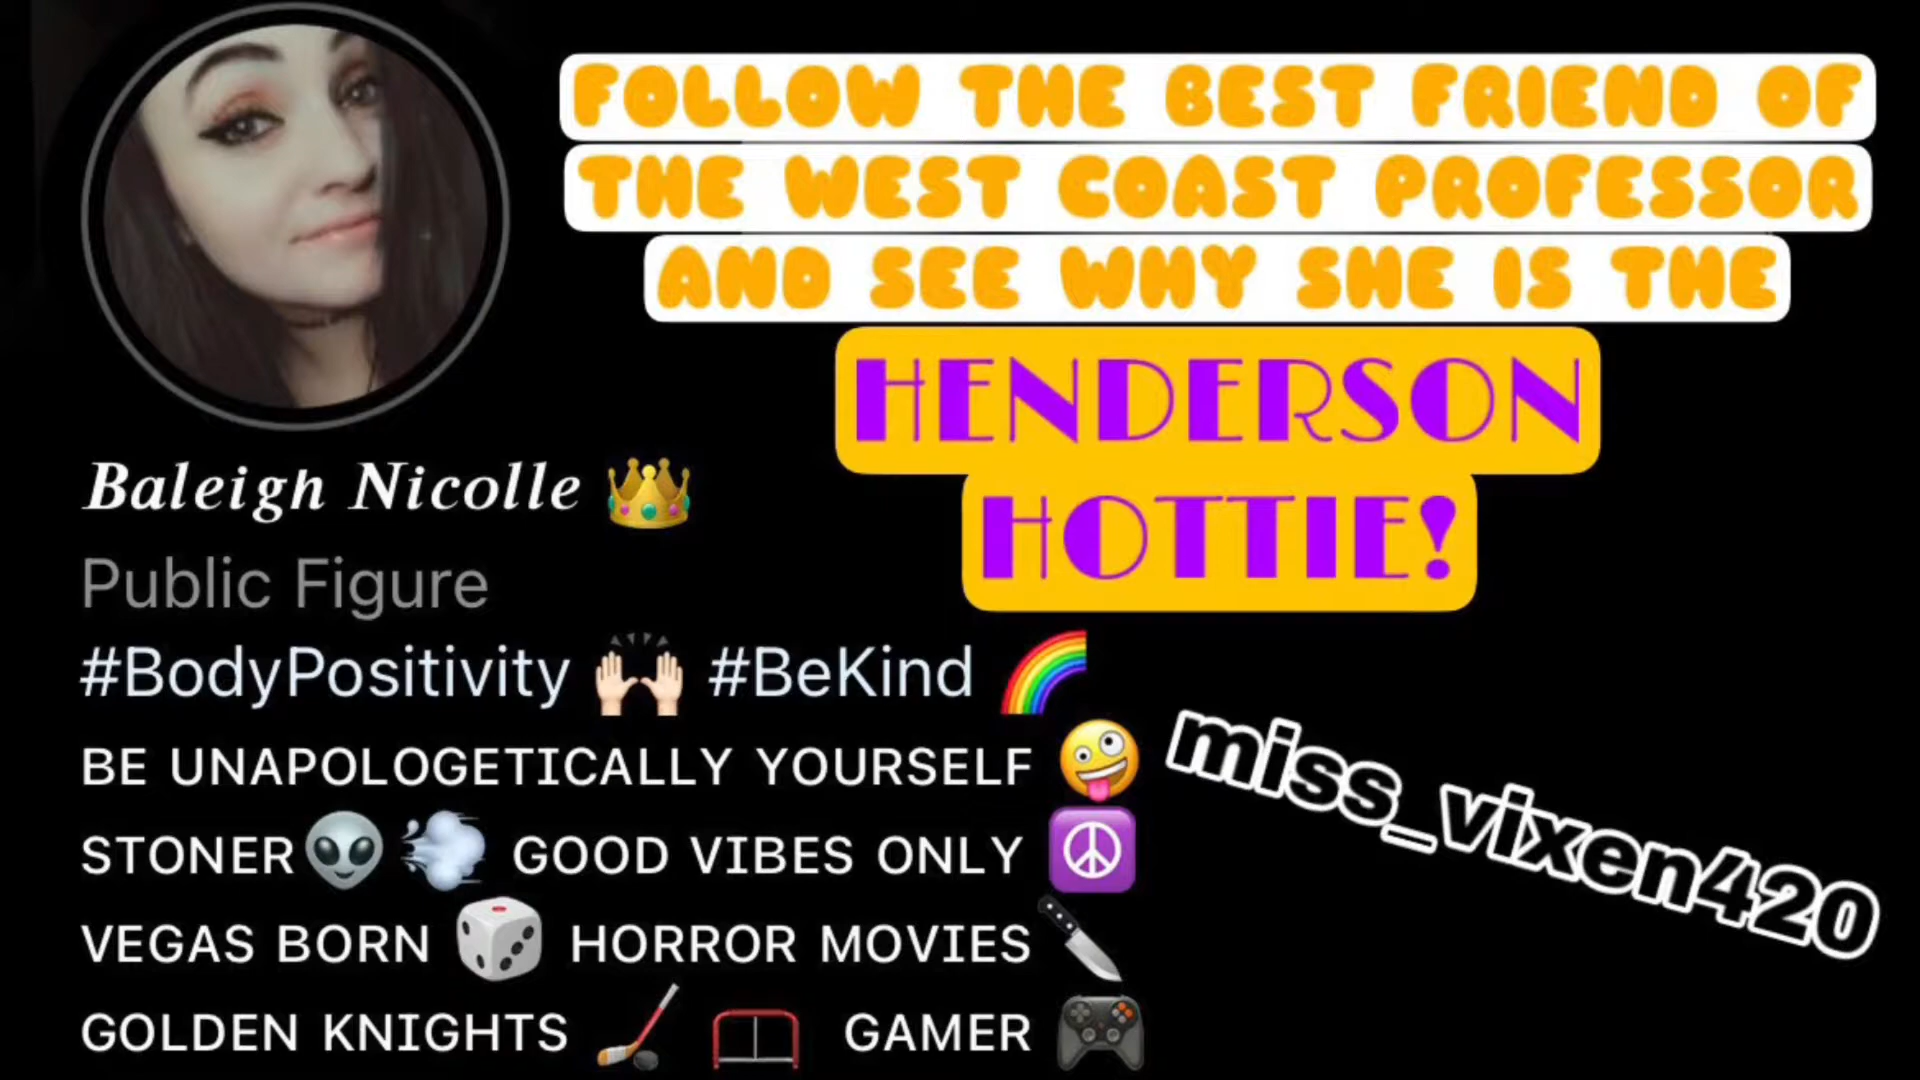 FOLLOW THE BEST FRIEND OF
THE WEST COAST PROFESSOR
AND SEE WHY SHE IS THE
HENDERSON
HOTTIE!
Baleigh Nicolle 👑
Public Figure
#BodyPositivity 🙌🏻 #BeKind 🌈
BE UNAPOLOGETICALLY YOURSELF 🤪
STONER👽💨 GOOD VIBES ONLY ☮️
VEGAS BORN 🎲 HORROR MOVIES🔪
GOLDEN KNIGHTS 🏒🥅 GAMER 🎮
miss_vixen420